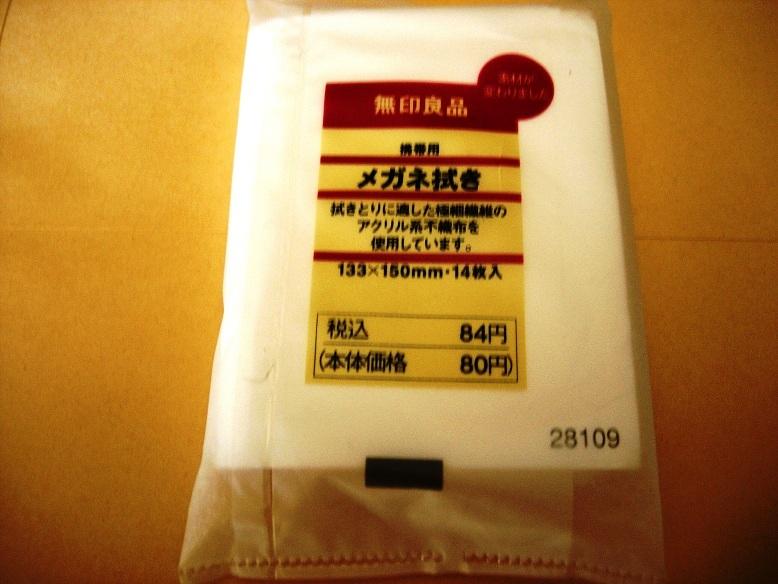 素材が
変わりました
無印良品
携帯用
メガネ拭き
拭きとりに適した極細繊維の
アクリル系不織布を
使用しています。
133×150mm・14枚入
税込 84円
(本体価格 80円)
28109